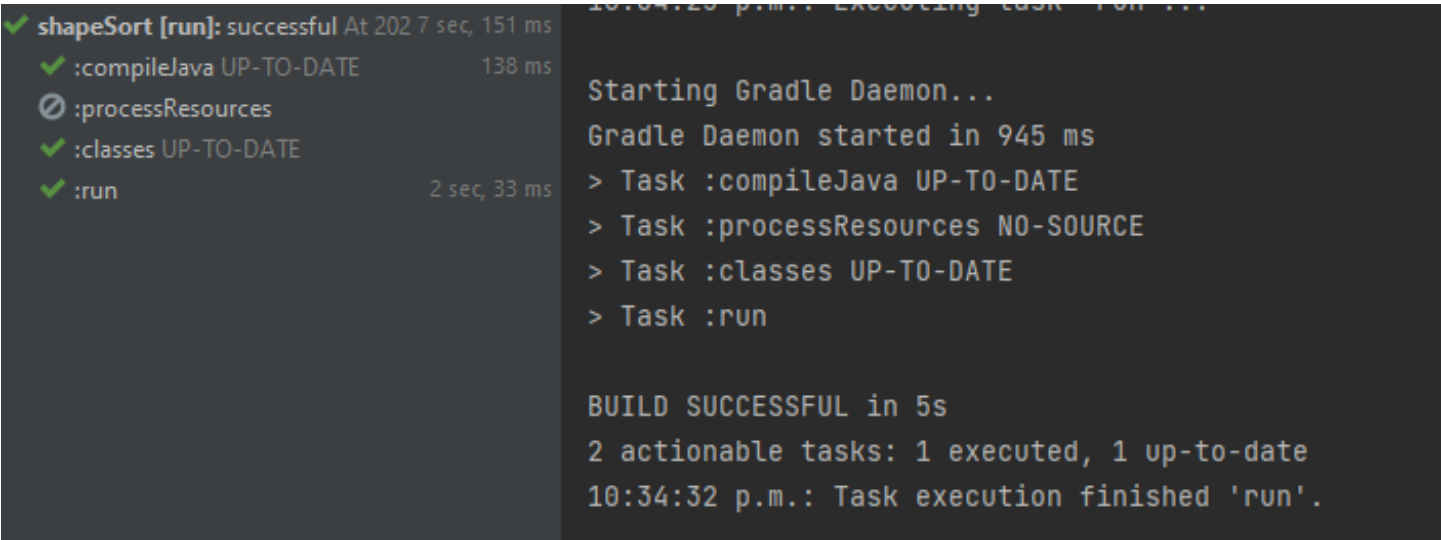 shapeSort [run]: successful At 202 7 sec, 151 ms
:compileJava UP-TO-DATE 138 ms
:processResources
:classes UP-TO-DATE
:run 2 sec, 33 ms
p.m.: Executing task 'run'...
Starting Gradle Daemon...
Gradle Daemon started in 945 ms
> Task :compileJava UP-TO-DATE
> Task :processResources NO-SOURCE
> Task :classes UP-TO-DATE
> Task :run
BUILD SUCCESSFUL in 5s
2 actionable tasks: 1 executed, 1 up-to-date
10:34:32 p.m.: Task execution finished 'run'.